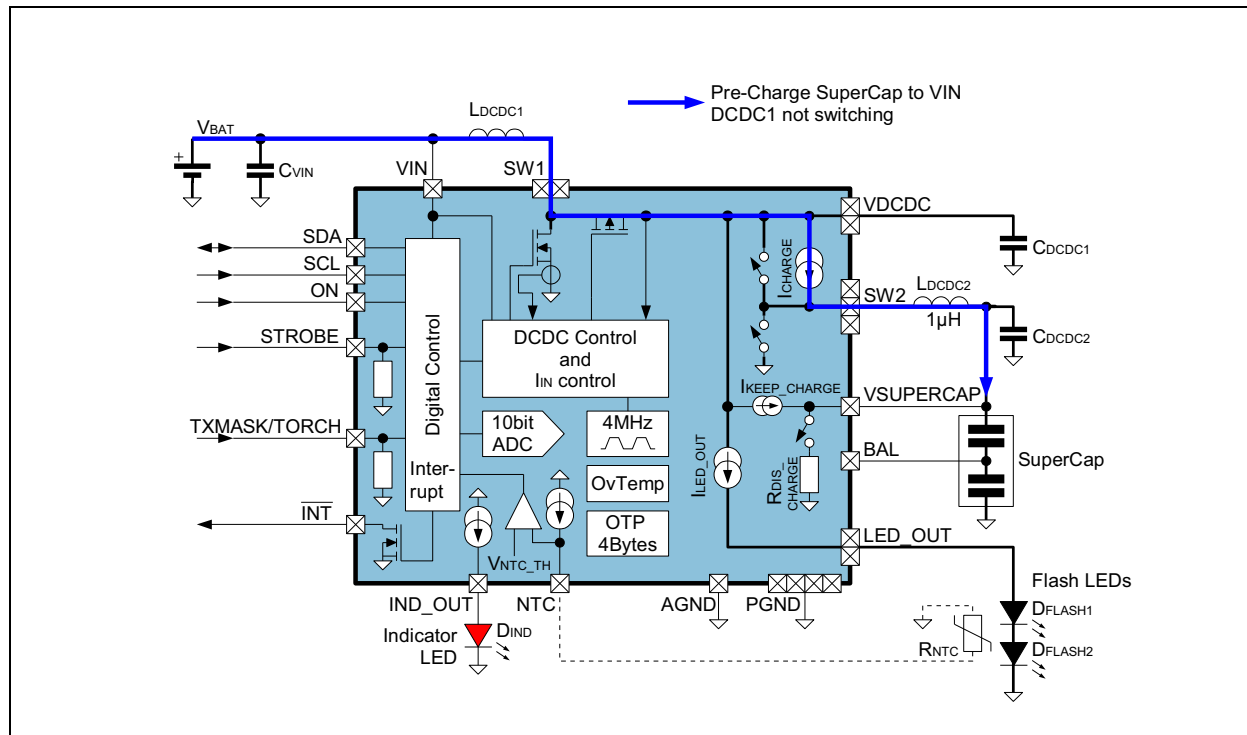 Pre-Charge SuperCap to VIN
DCDC1 not switching
LDCDC1
VBAT
+
CVIN
VIN
SW1
VDCDC
CDCDC1
SDA
SCL
ON
STROBE
TXMASK/TORCH
INT
Digital Control
Inter-
rupt
DCDC Control
and
IIN control
10bit
ADC
4MHz
OvTemp
OTP
4Bytes
VNTC_TH
ICHARGE
SW2
LDCDC2
1µH
CDCDC2
IKEEP_CHARGE
VSUPERCAP
BAL
SuperCap
ILED_OUT
RDIS_
CHARGE
LED_OUT
IND_OUT
NTC
AGND
PGND
Flash LEDs
DFLASH1
DFLASH2
RNTC
Indicator
LED
DIND